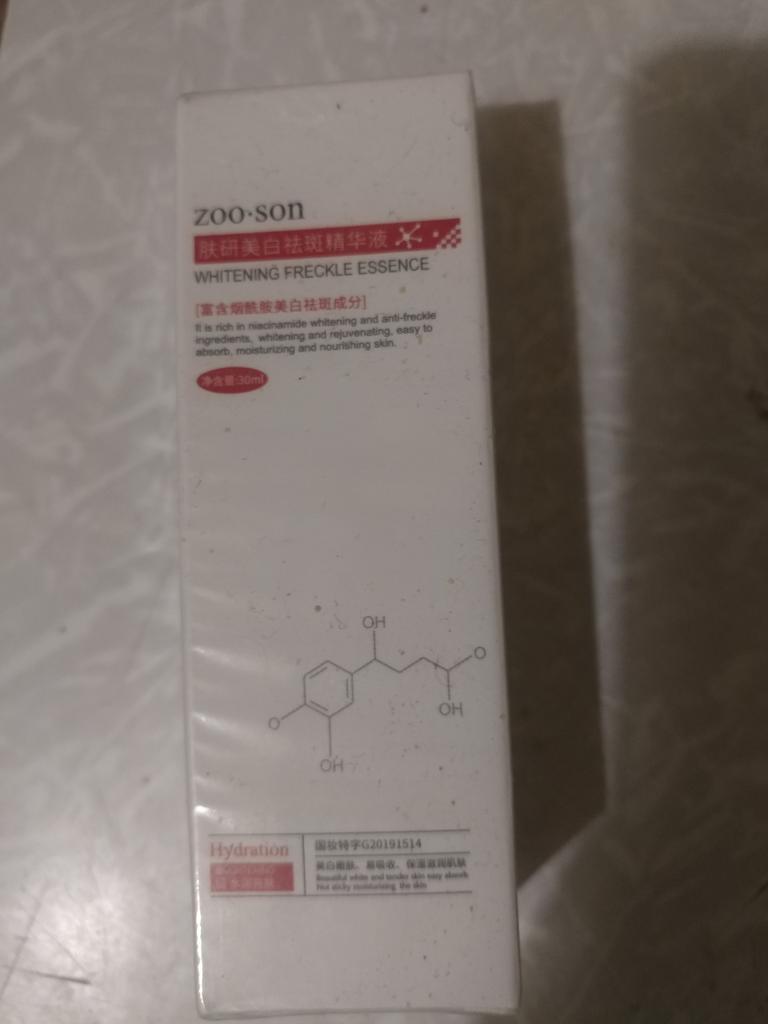 zoo·son
肤研美白祛斑精华液
WHITENING FRECKLE ESSENCE
[富含烟酰胺美白祛斑成分]
It is rich in niacinamide whitening and anti-freckle
ingredients, whitening and rejuvenating, easy to
absorb, moisturizing and nourishing skin.
净含量:30ml
OH
O
OH
O
OH
Hydration
国妆特字G20191514
美白嫩肤、易吸收、保湿滋润肌肤
Beautiful white and tender skin easy absorb
Not sticky moisturizing the skin